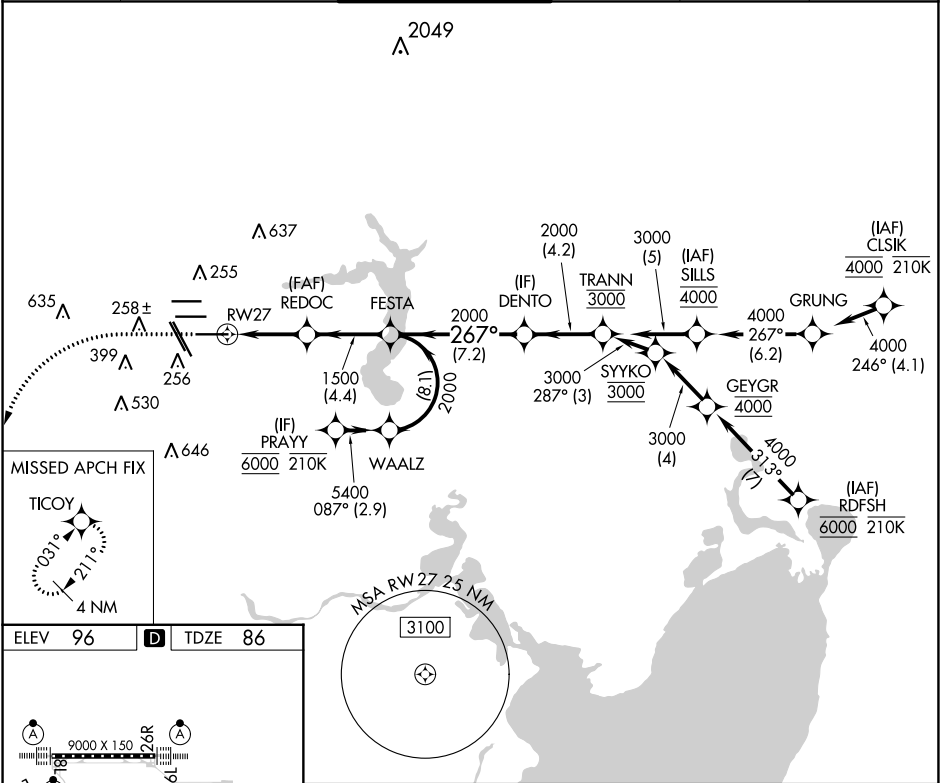 2049
637
255
635
258±
399
256
530
646
RW27
(FAF)
REDOC
FESTA
1500
(4.4)
2000
267°
(7.2)
(IF)
DENTO
2000
(4.2)
TRANN
3000
3000
(5)
(IAF)
SILLS
4000
4000
267°
(6.2)
GRUNG
(IAF)
CLSIK
4000 210K
4000
246° (4.1)
3000
287° (3)
SYYKO
3000
GEYGR
4000
3000
(4)
4000
313°
(7)
(IAF)
RDFSH
6000 210K
(8.1)
2000
(IF)
PRAYY
6000 210K
WAALZ
5400
087° (2.9)
MISSED APCH FIX
TICOY
031°
211°
4 NM
MSA RW27 25 NM
3100
ELEV 96
D
TDZE 86
A
A
9000 X 150
26R